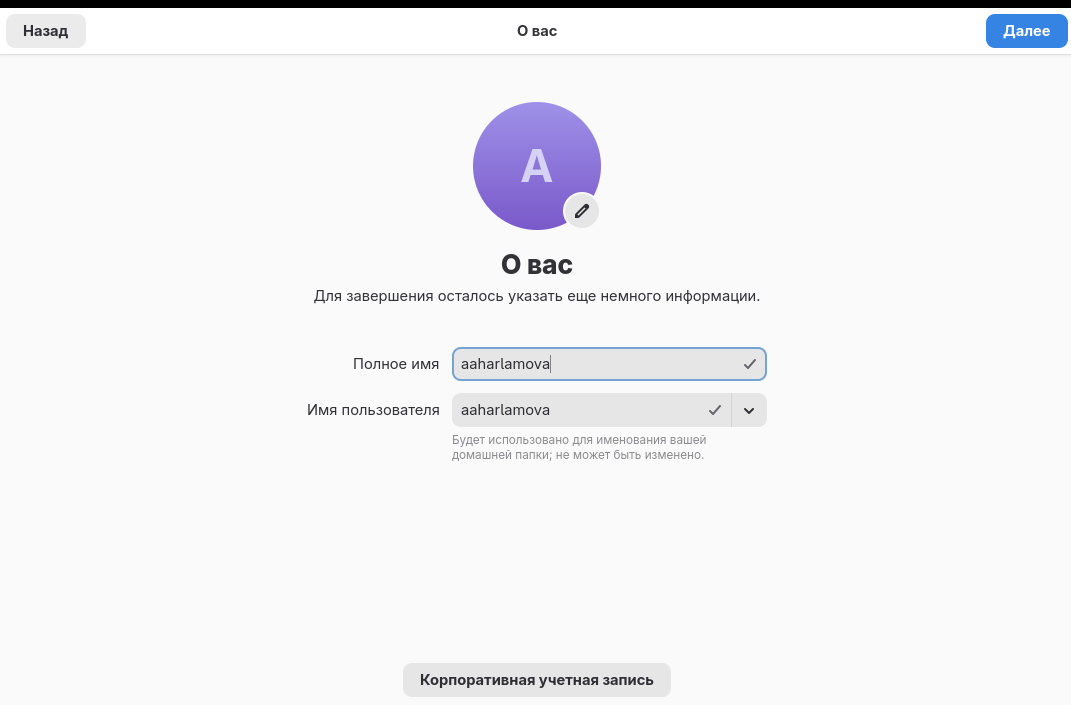 Назад
О вас
Далее
A
О вас
Для завершения осталось указать еще немного информации.
Полное имя
aaharlamova
Имя пользователя
aaharlamova
Будет использовано для именования вашей
домашней папки; не может быть изменено.
Корпоративная учетная запись